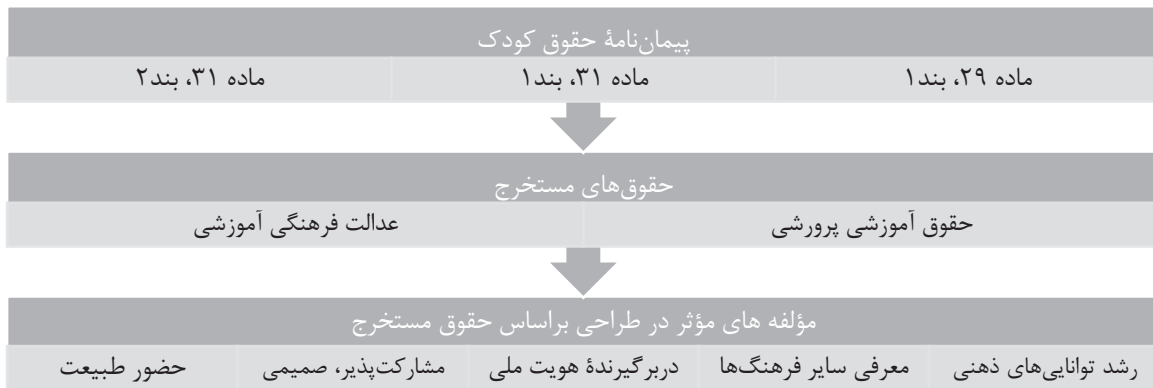 پیمان‌نامهٔ حقوق کودک
ماده ۲۹، بند۱ ماده ۳۱، بند۱ ماده ۳۱، بند۲
حقوق‌های مستخرج
حقوق آموزشی پرورشی عدالت فرهنگی آموزشی
مؤلفه های مؤثر در طراحی براساس حقوق مستخرج
رشد توانایی‌های ذهنی معرفی سایر فرهنگ‌ها دربرگیرندهٔ هویت ملی مشارکت‌پذیر، صمیمی حضور طبیعت